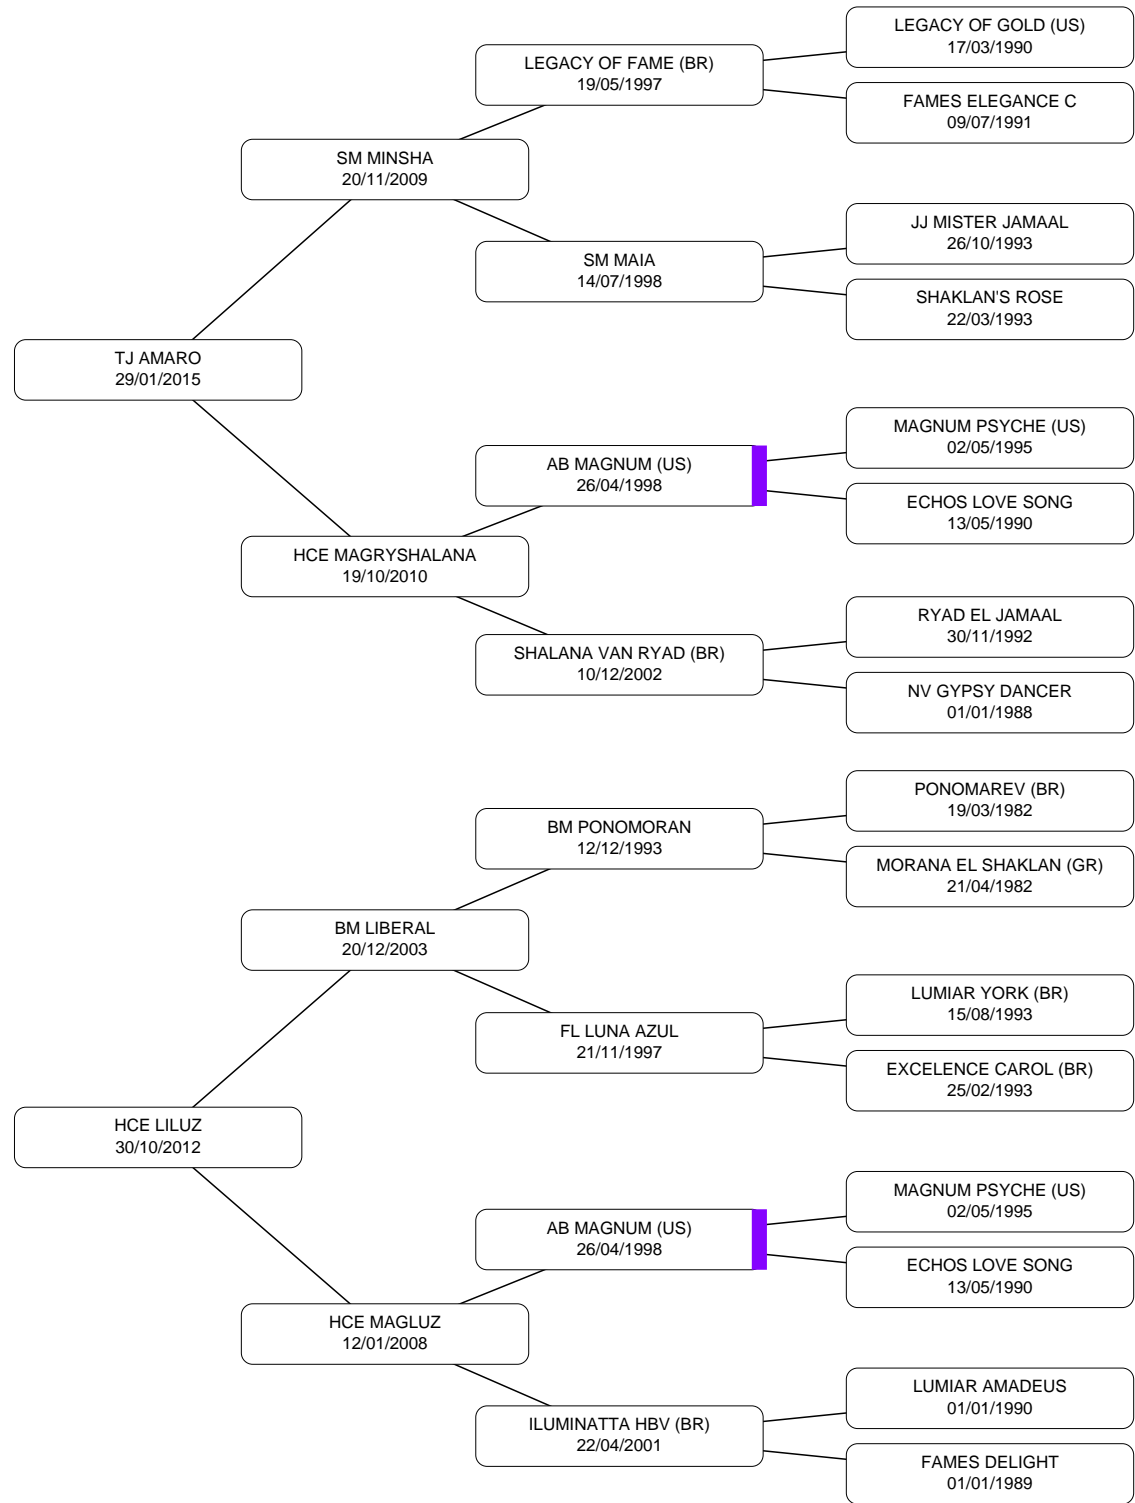 LEGACY OF GOLD (US)
17/03/1990
LEGACY OF FAME (BR)
19/05/1997
FAMES ELEGANCE C
09/07/1991
SM MINSHA
20/11/2009
JJ MISTER JAMAAL
26/10/1993
SM MAIA
14/07/1998
SHAKLAN'S ROSE
22/03/1993
TJ AMARO
29/01/2015
MAGNUM PSYCHE (US)
02/05/1995
AB MAGNUM (US)
26/04/1998
ECHOS LOVE SONG
13/05/1990
HCE MAGRYSHALANA
19/10/2010
RYAD EL JAMAAL
30/11/1992
SHALANA VAN RYAD (BR)
10/12/2002
NV GYPSY DANCER
01/01/1988
PONOMAREV (BR)
19/03/1982
BM PONOMORAN
12/12/1993
MORANA EL SHAKLAN (GR)
21/04/1982
BM LIBERAL
20/12/2003
LUMIAR YORK (BR)
15/08/1993
FL LUNA AZUL
21/11/1997
EXCELENCE CAROL (BR)
25/02/1993
HCE LILUZ
30/10/2012
MAGNUM PSYCHE (US)
02/05/1995
AB MAGNUM (US)
26/04/1998
ECHOS LOVE SONG
13/05/1990
HCE MAGLUZ
12/01/2008
LUMIAR AMADEUS
01/01/1990
ILUMINATTA HBV (BR)
22/04/2001
FAMES DELIGHT
01/01/1989